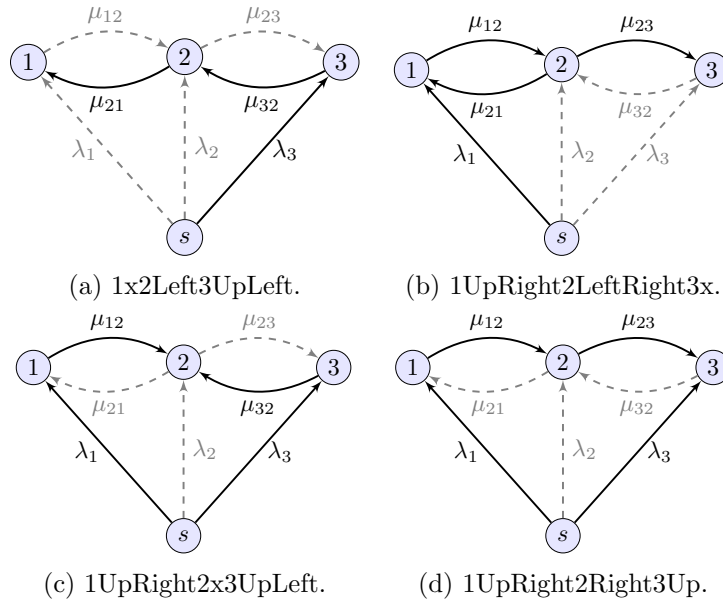 μ12 μ23 μ12 μ23
1 2 3 1 2 3
μ21 μ32 μ21 μ32
λ1 λ2 λ3 λ1 λ2 λ3
s s
(a) 1x2Left3UpLeft. (b) 1UpRight2LeftRight3x.
μ12 μ23 μ12 μ23
1 2 3 1 2 3
μ21 μ32 μ21 μ32
λ1 λ2 λ3 λ1 λ2 λ3
s s
(c) 1UpRight2x3UpLeft. (d) 1UpRight2Right3Up.